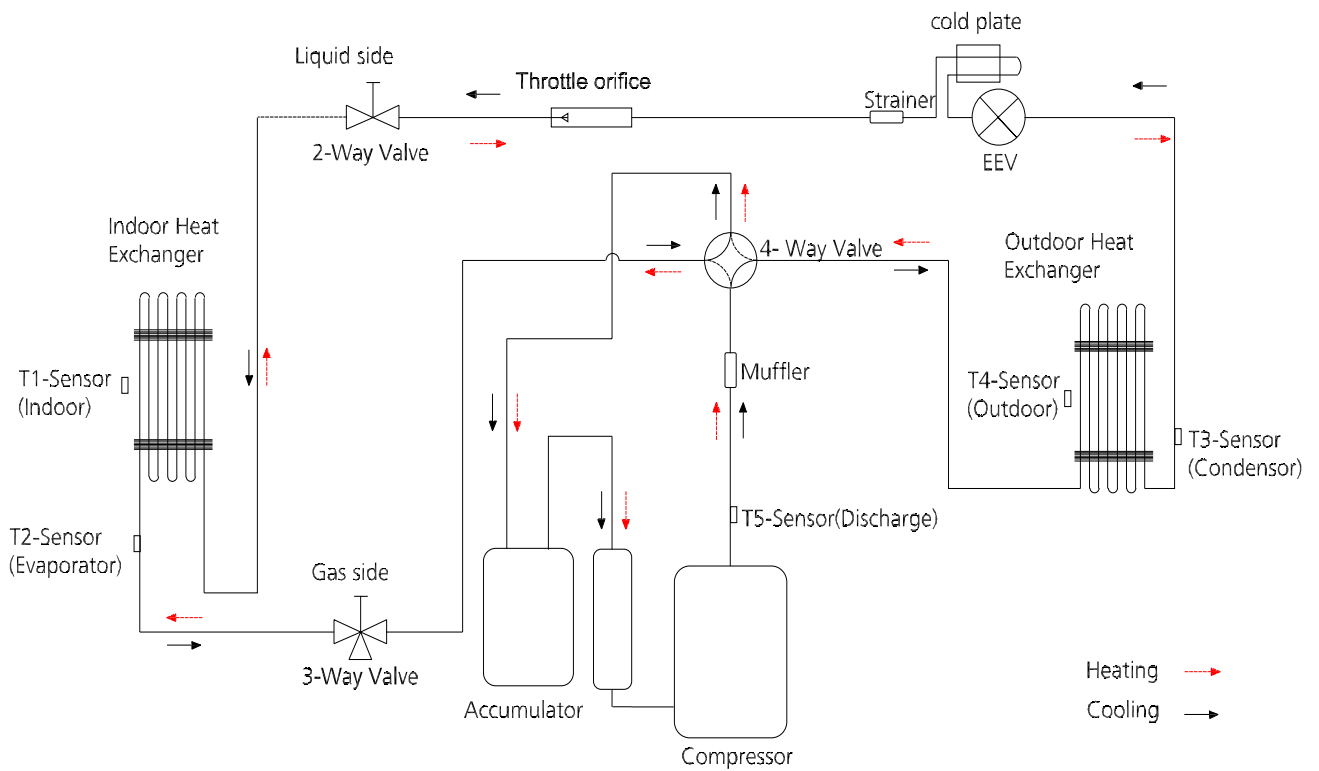 cold plate
Liquid side
Throttle orifice
Strainer
2-Way Valve
EEV
Indoor Heat
Exchanger
4- Way Valve
Outdoor Heat
Exchanger
T1-Sensor
(Indoor)
Muffler
T4-Sensor
(Outdoor)
T3-Sensor
(Condensor)
T2-Sensor
(Evaporator)
T5-Sensor(Discharge)
Gas side
3-Way Valve
Accumulator
Compressor
Heating
Cooling